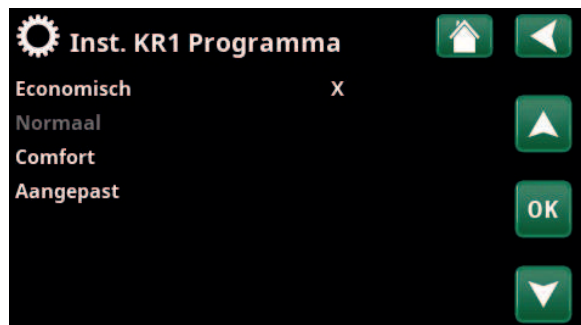 Inst. KR1 Programma
Economisch X
Normaal
Comfort
Aangepast
OK